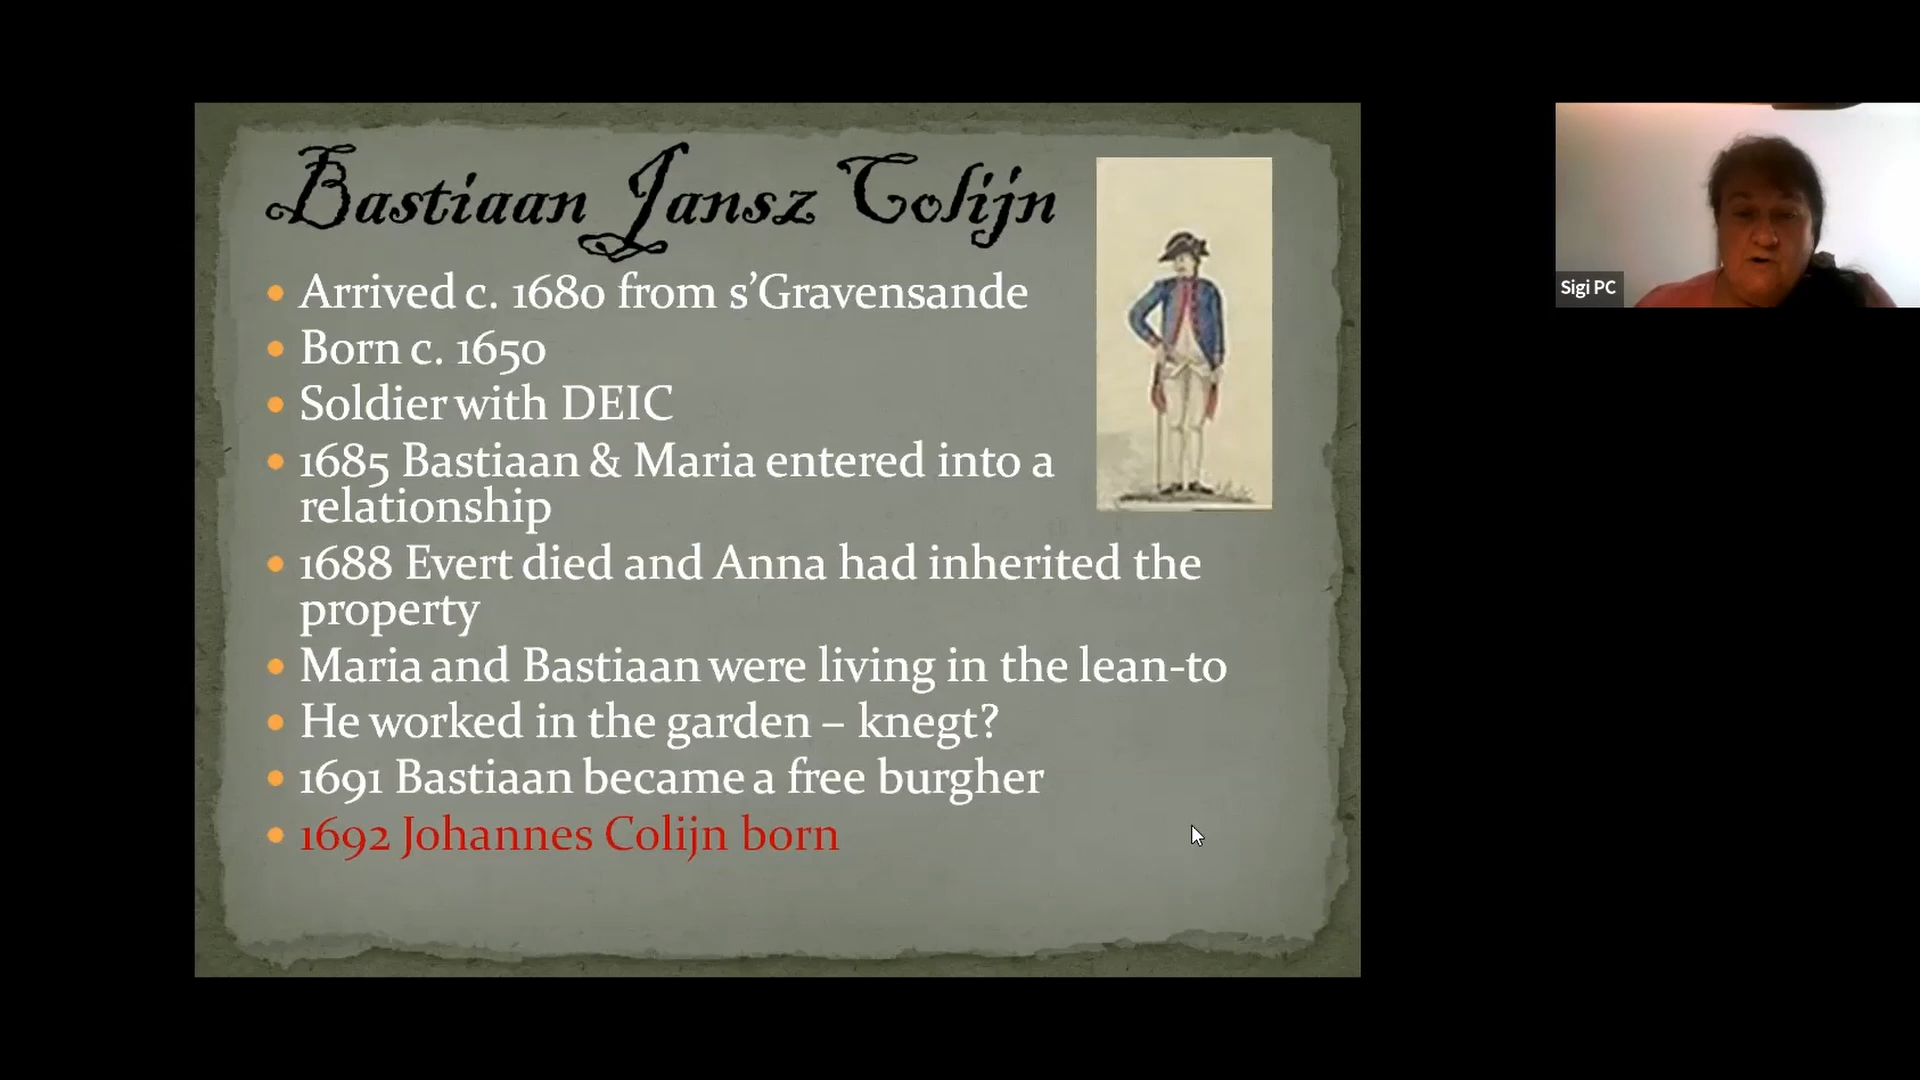 Bastiaan Jansz Colijn
Arrived c. 1680 from s'Gravensande
Born c. 1650
Soldier with DEIC
1685 Bastiaan & Maria entered into a
relationship
1688 Evert died and Anna had inherited the
property
Maria and Bastiaan were living in the lean-to
He worked in the garden – knegt?
1691 Bastiaan became a free burgher
1692 Johannes Colijn born
Sigi PC